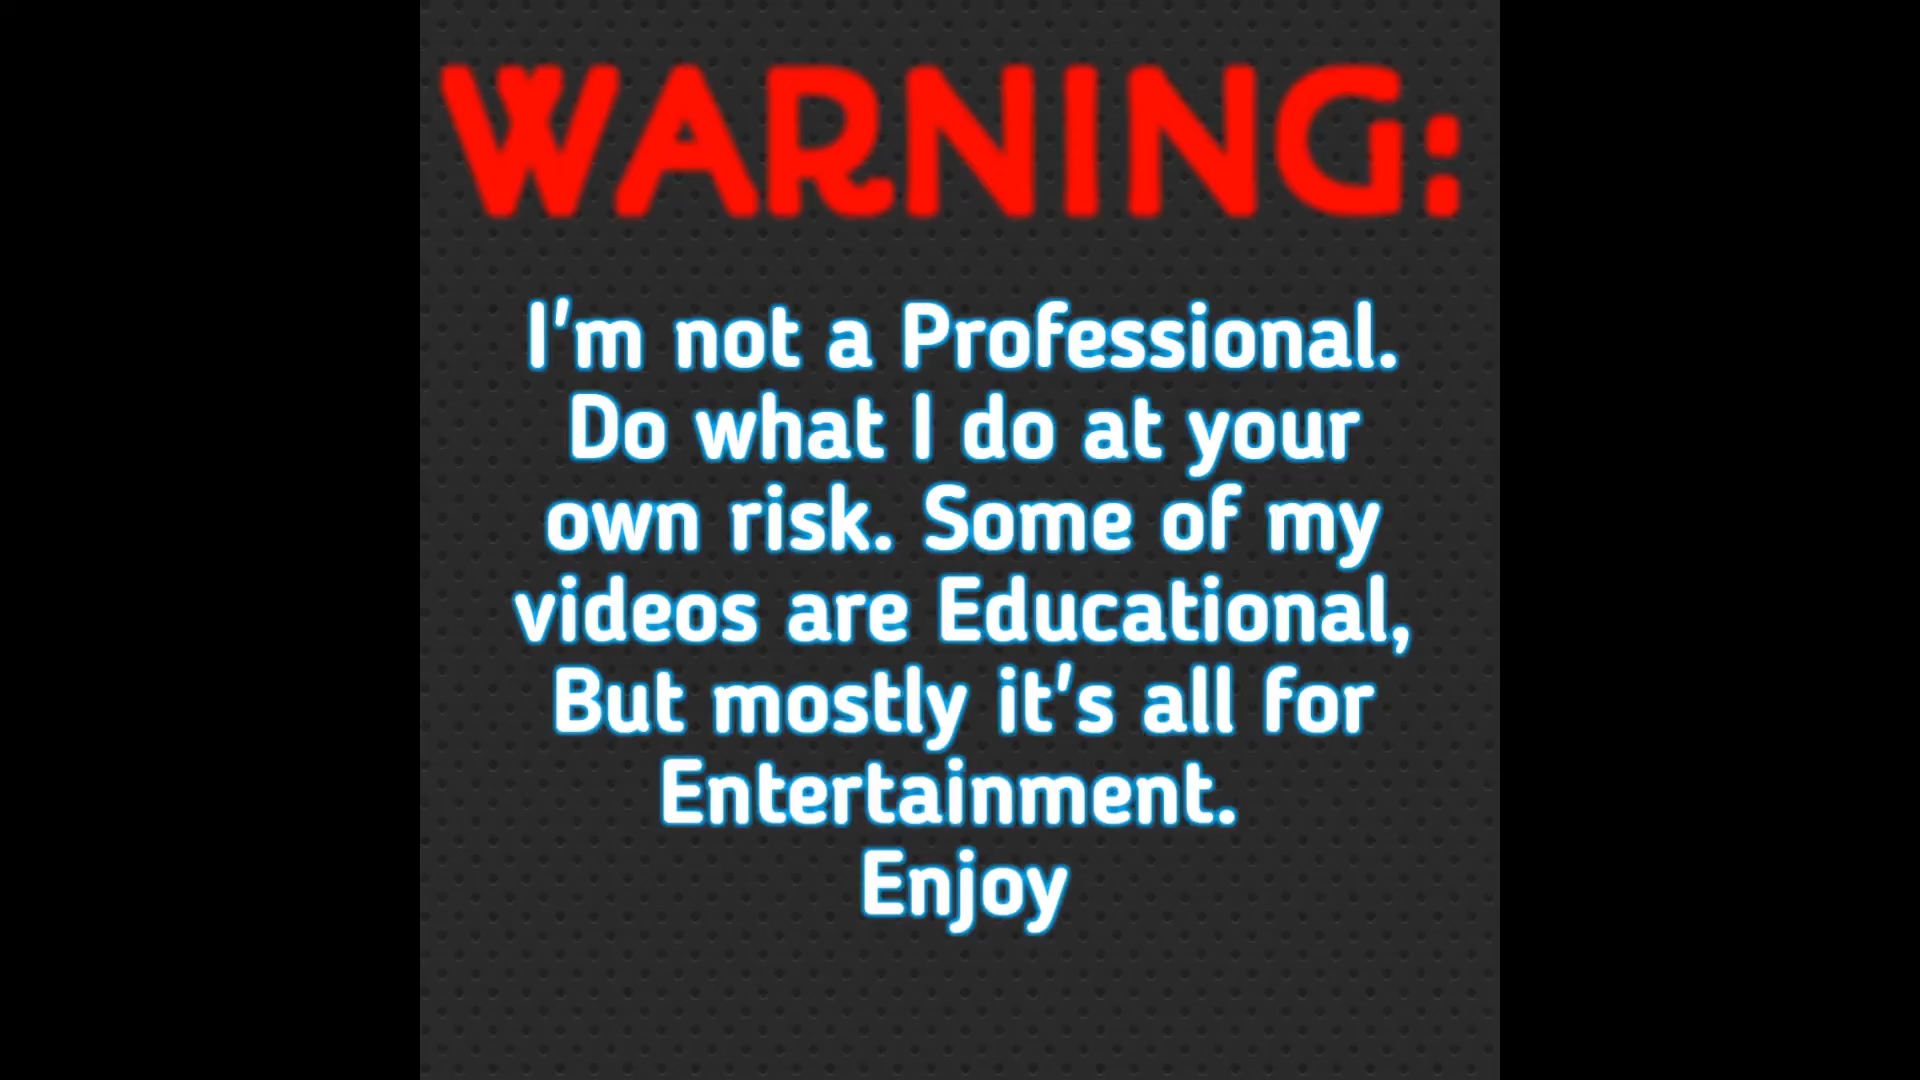 WARNING:
I'm not a Professional.
Do what I do at your
own risk. Some of my
videos are Educational,
But mostly it's all for
Entertainment.
Enjoy